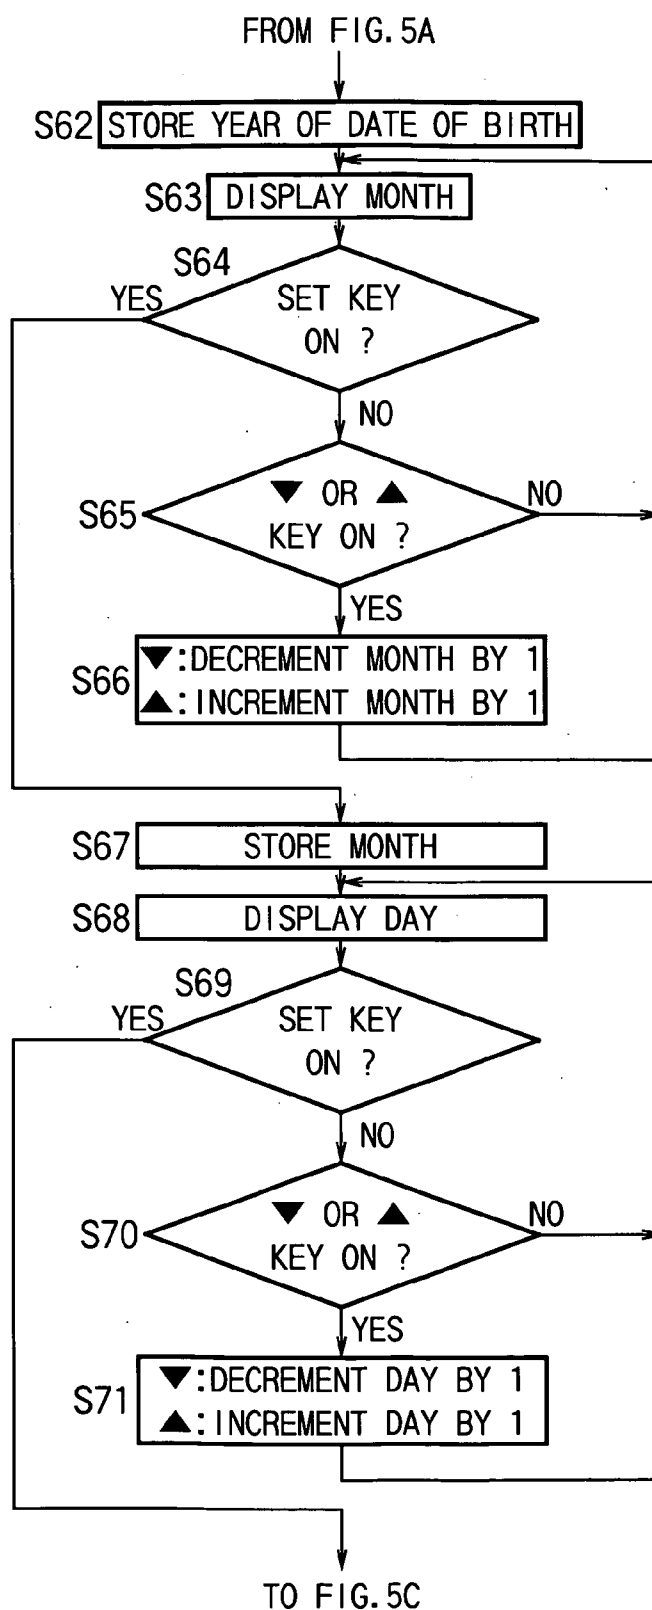 FROM FIG.5A
S62 STORE YEAR OF DATE OF BIRTH
S63 DISPLAY MONTH
S64
YES
SET KEY
ON ?
NO
S65
▼ OR ▲
KEY ON ?
NO
YES
S66
▼:DECREMENT MONTH BY 1
▲:INCREMENT MONTH BY 1
S67 STORE MONTH
S68 DISPLAY DAY
S69
YES
SET KEY
ON ?
NO
S70
▼ OR ▲
KEY ON ?
NO
YES
S71
▼:DECREMENT DAY BY 1
▲:INCREMENT DAY BY 1
TO FIG.5C